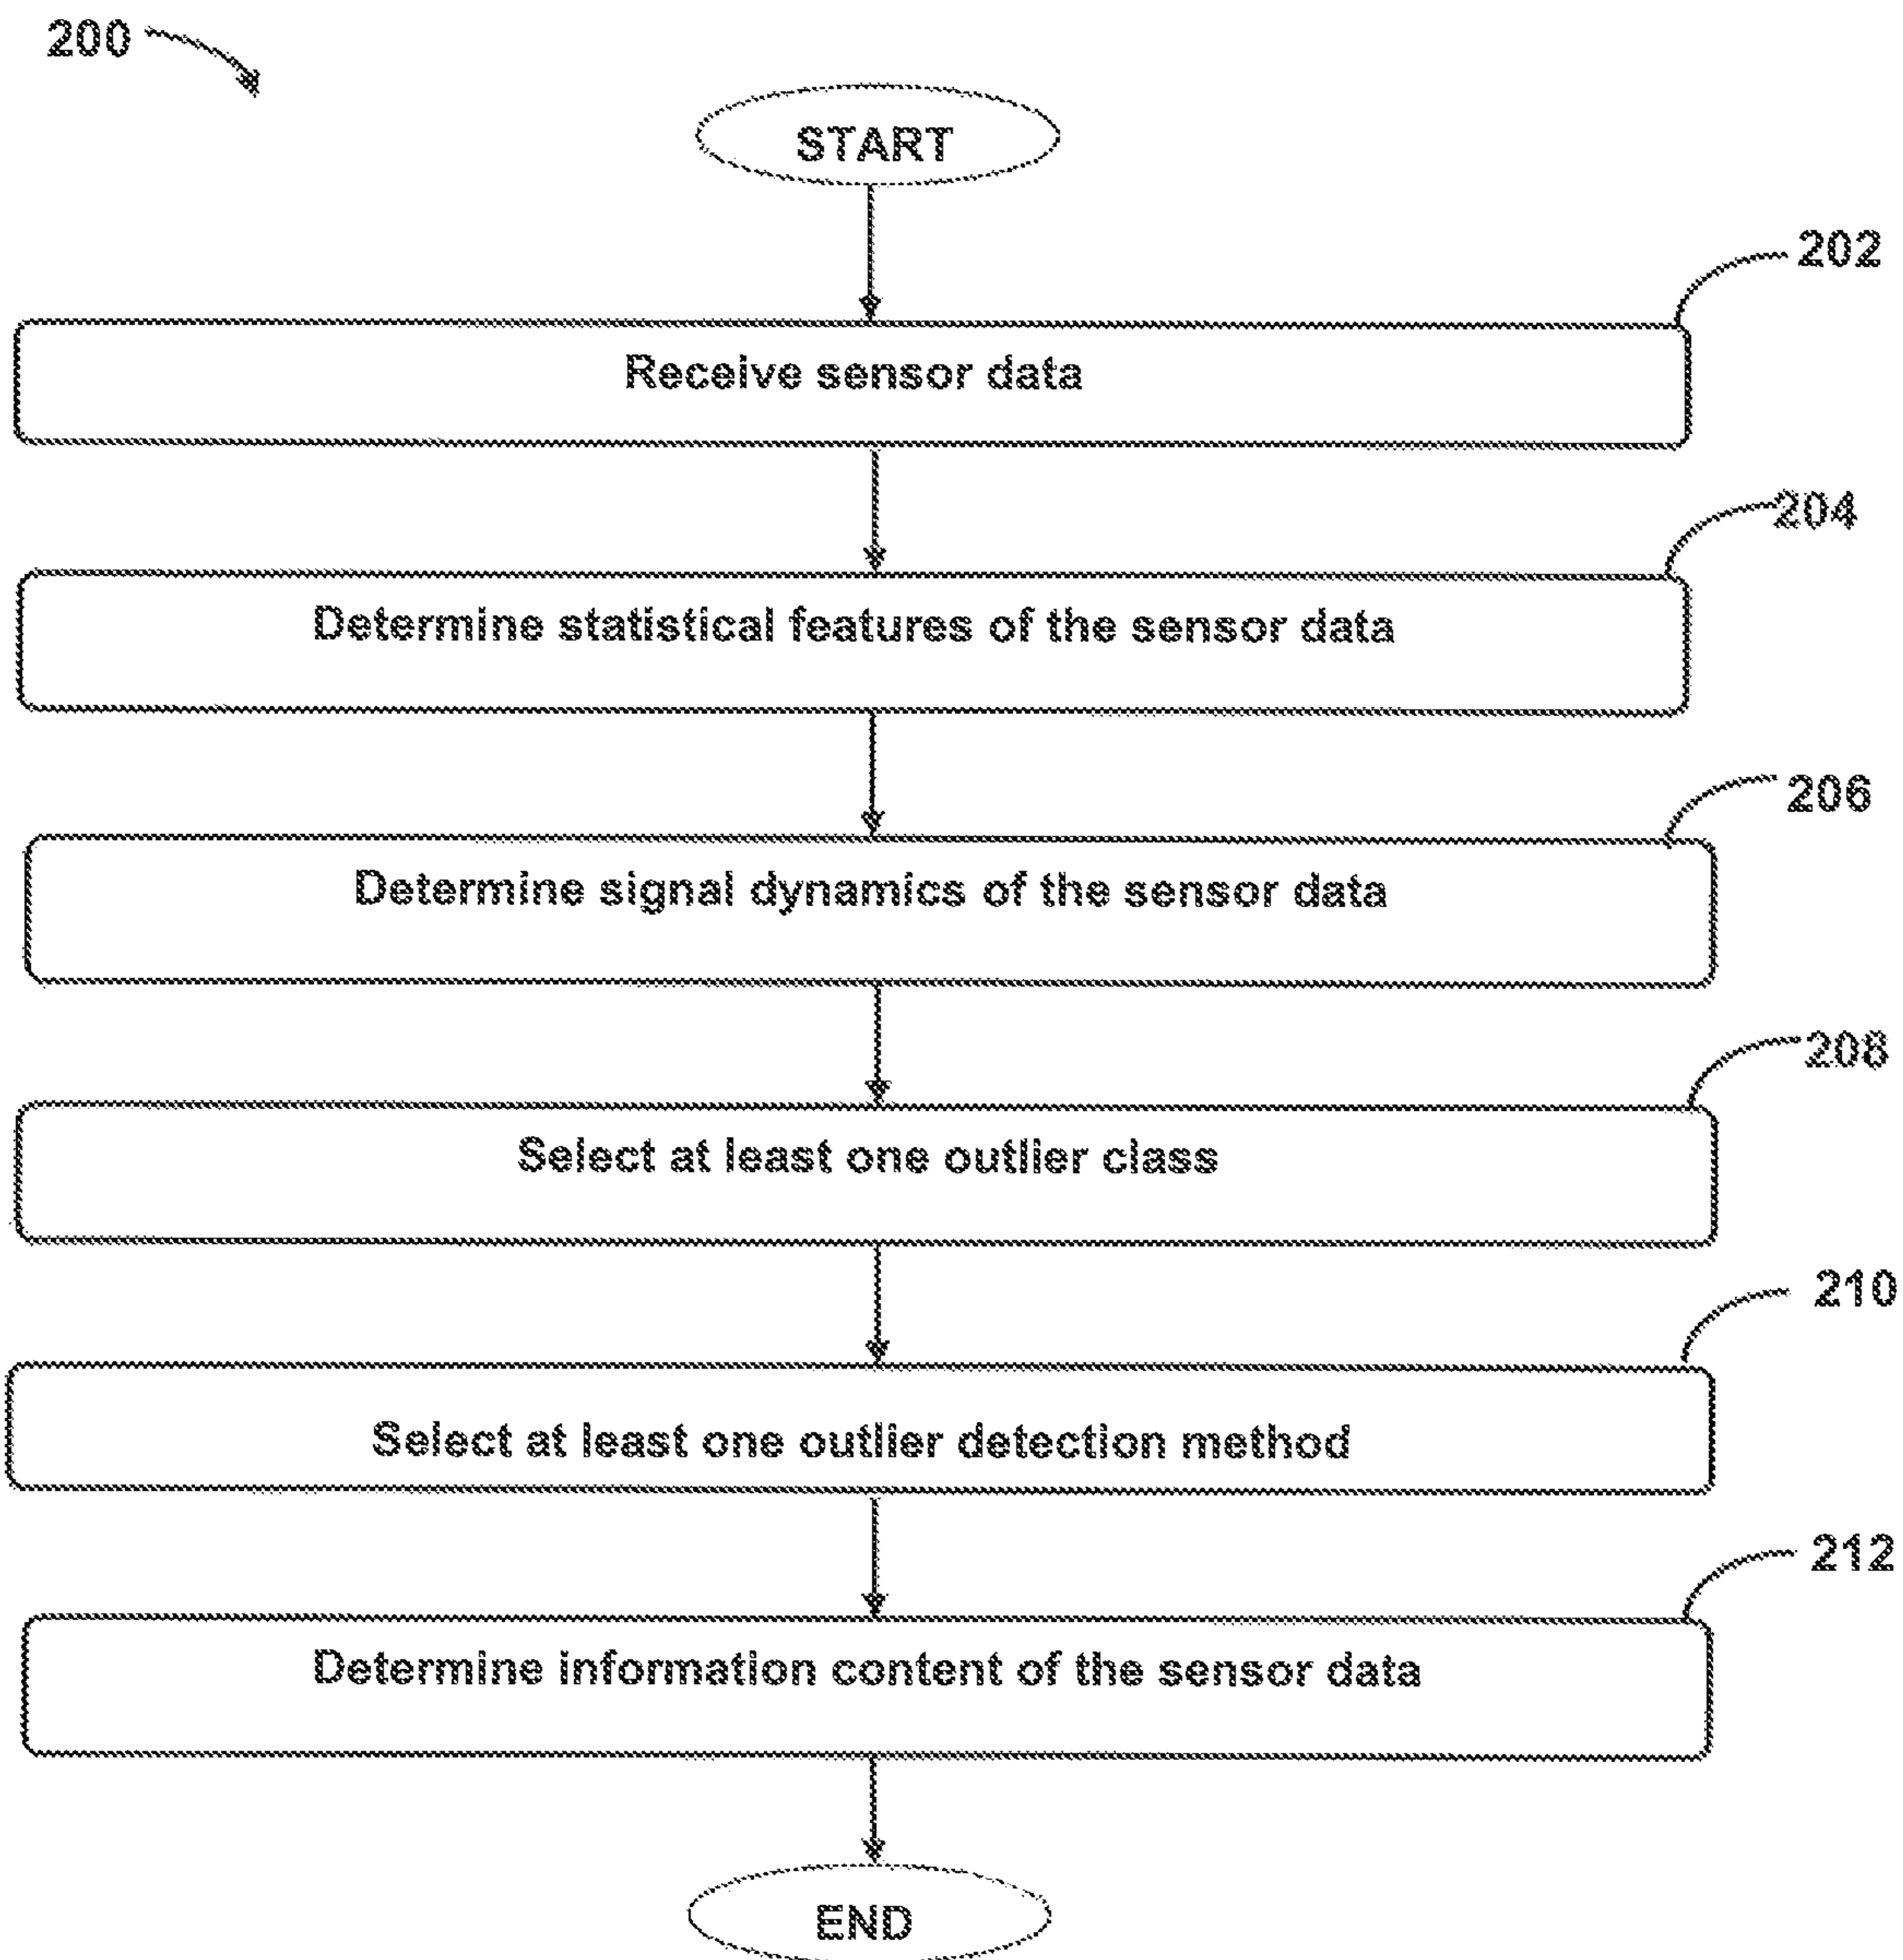 200
START
202
Receive sensor data
204
Determine statistical features of the sensor data
206
Determine signal dynamics of the sensor data
208
Select at least one outlier class
210
Select at least one outlier detection method
212
Determine information content of the sensor data
END